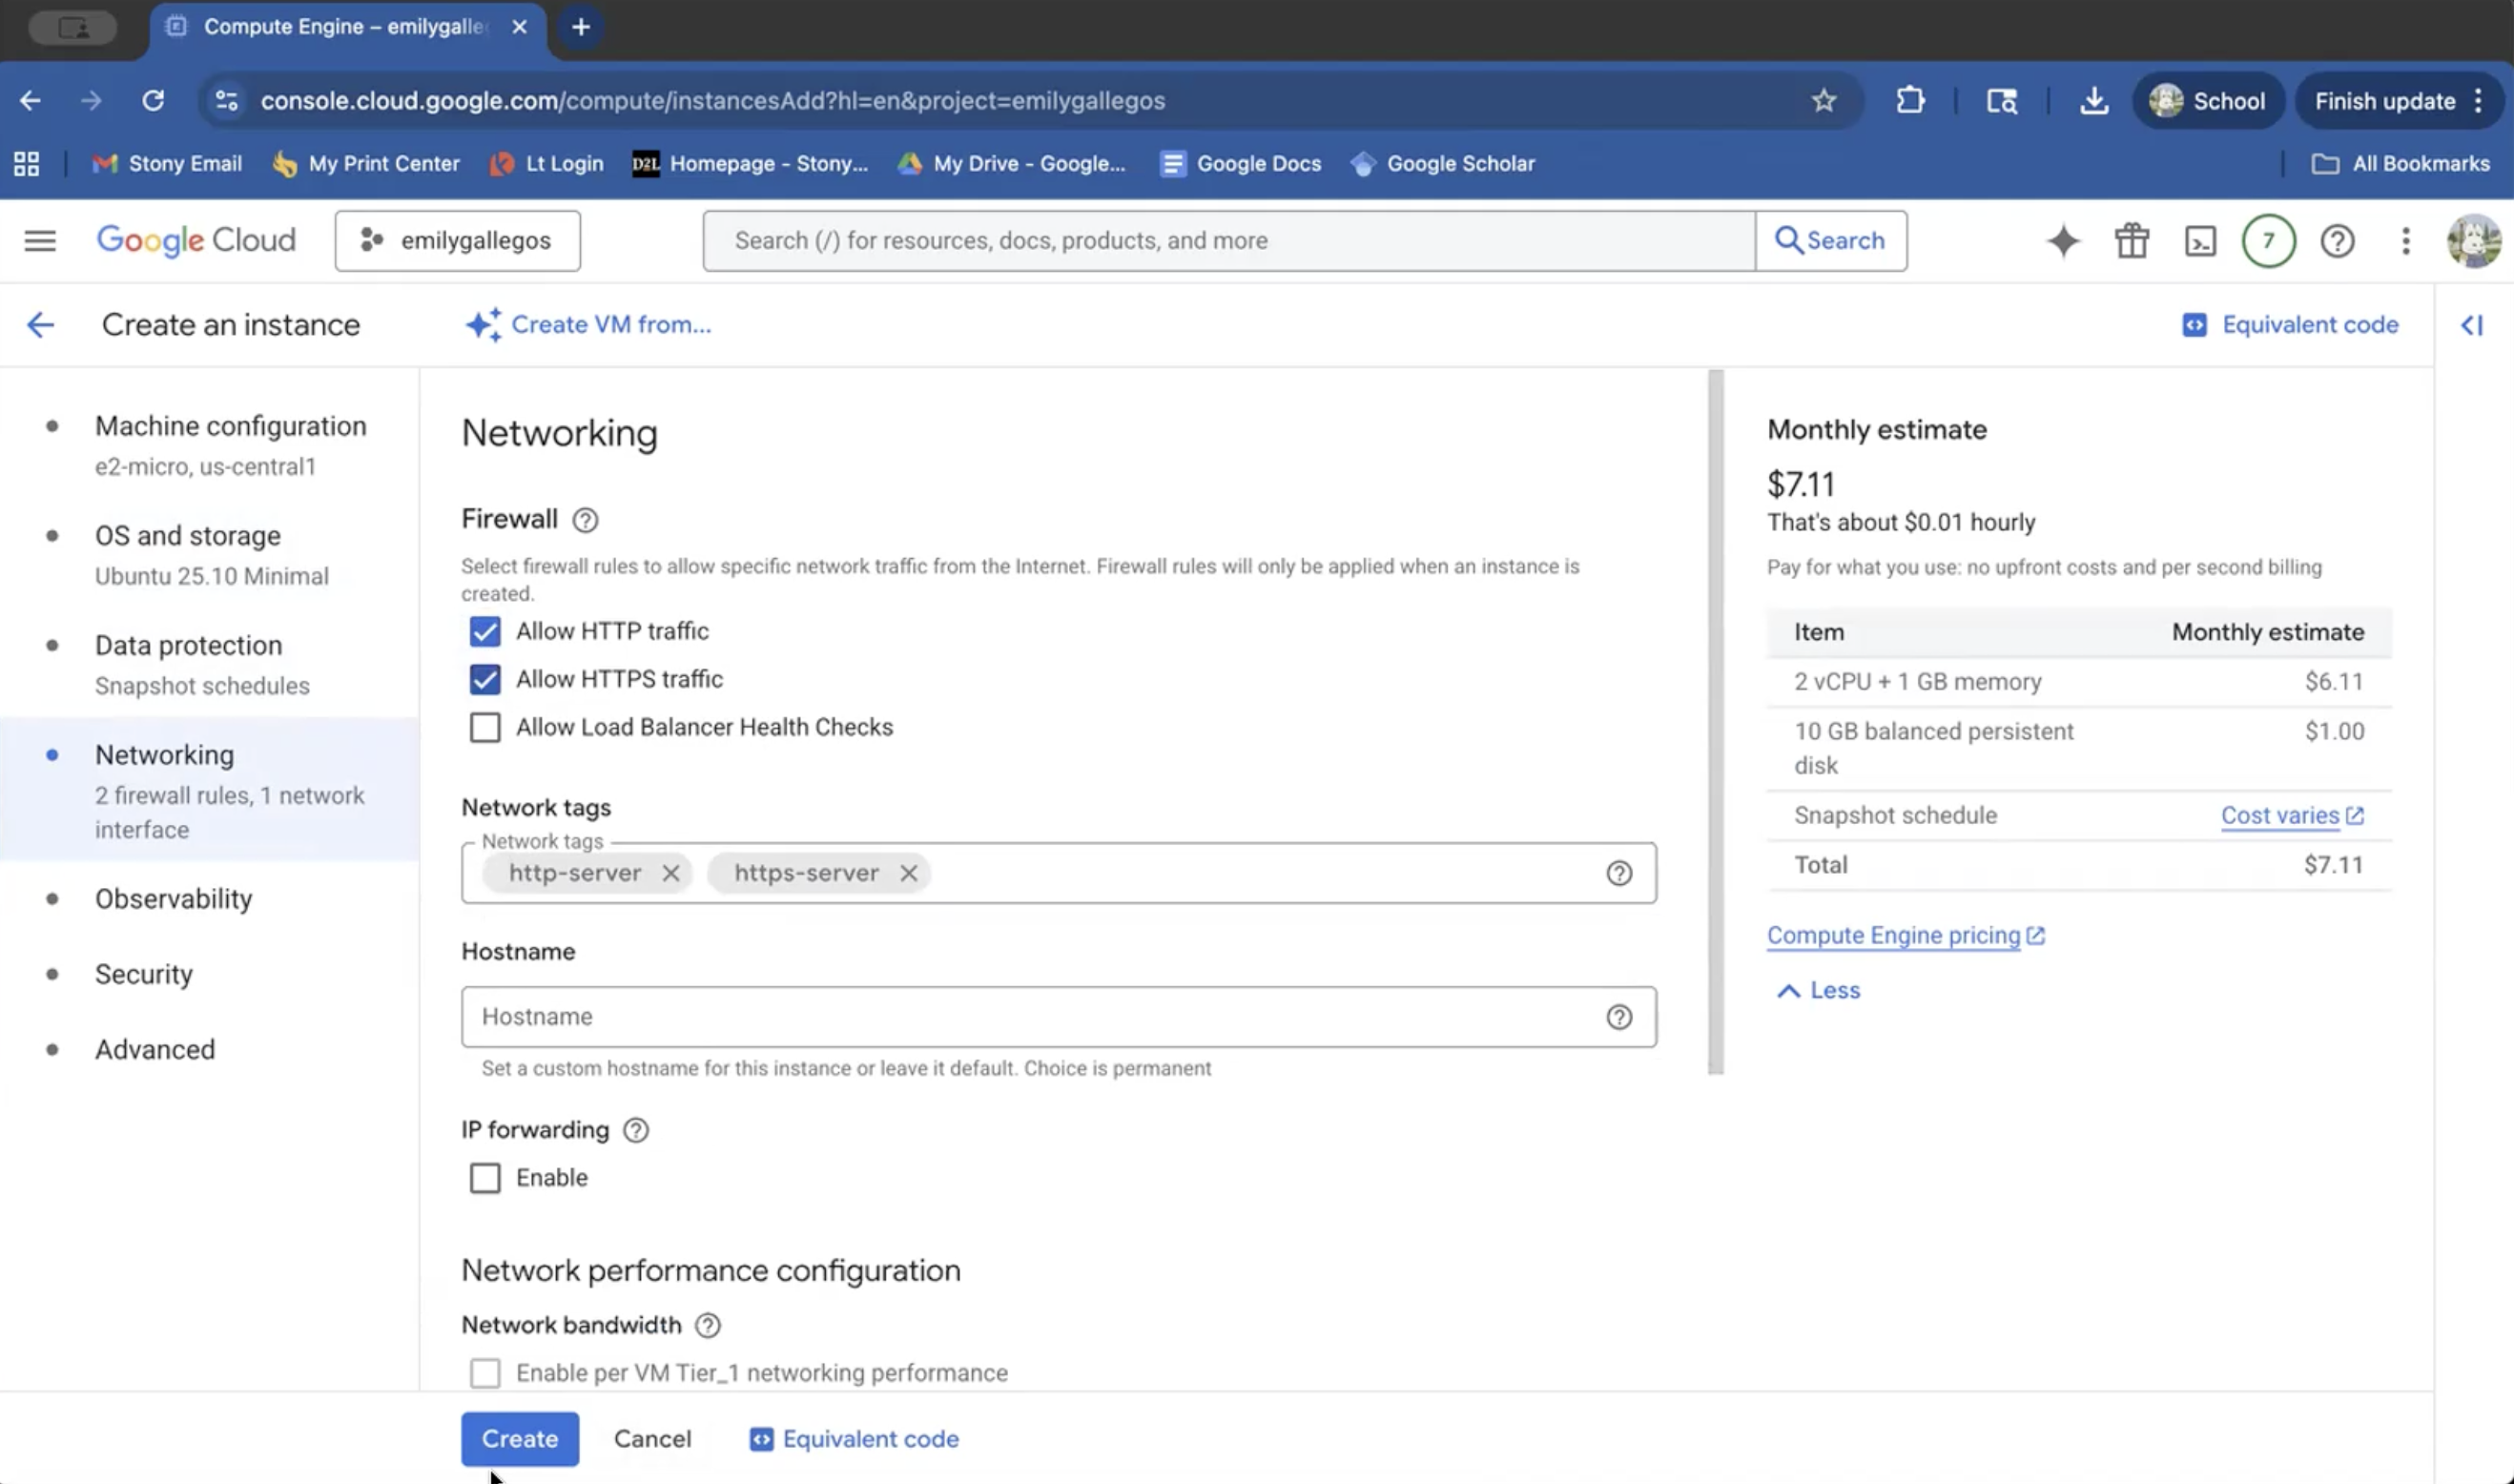 Compute Engine – emilygalle
console.cloud.google.com/compute/instancesAdd?hl=en&project=emilygallegos
School
Finish update
Stony Email
My Print Center
Lt Login
D2L
Homepage - Stony...
My Drive - Google...
Google Docs
Google Scholar
All Bookmarks
Google Cloud
emilygallegos
Search (/) for resources, docs, products, and more
Search
7
Create an instance
Create VM from...
Equivalent code
Machine configuration
e2-micro, us-central1
OS and storage
Ubuntu 25.10 Minimal
Data protection
Snapshot schedules
Networking
2 firewall rules, 1 network
interface
Observability
Security
Advanced
Networking
Firewall
Select firewall rules to allow specific network traffic from the Internet. Firewall rules will only be applied when an instance is
created.
Allow HTTP traffic
Allow HTTPS traffic
Allow Load Balancer Health Checks
Network tags
Network tags
http-server
https-server
Hostname
Hostname
Set a custom hostname for this instance or leave it default. Choice is permanent
IP forwarding
Enable
Network performance configuration
Network bandwidth
Enable per VM Tier_1 networking performance
Create
Cancel
Equivalent code
Monthly estimate
$7.11
That's about $0.01 hourly
Pay for what you use: no upfront costs and per second billing
Item Monthly estimate
2 vCPU + 1 GB memory $6.11
10 GB balanced persistent $1.00
disk
Snapshot schedule Cost varies
Total $7.11
Compute Engine pricing
Less